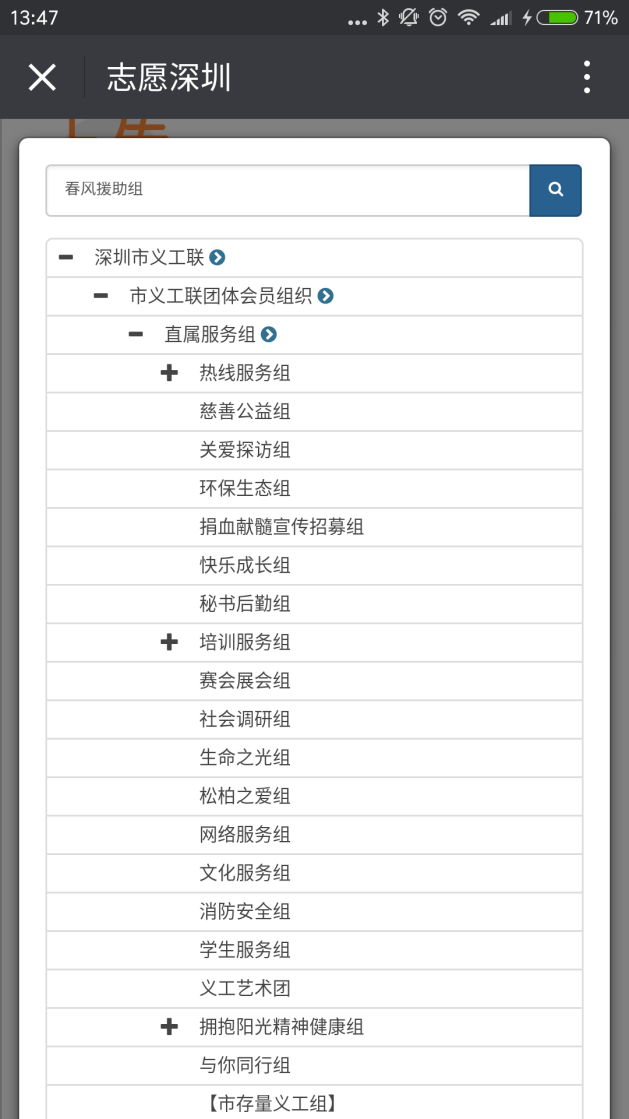 13:47
71%
志愿深圳
春风援助组
深圳市义工联
市义工联团体会员组织
直属服务组
热线服务组
慈善公益组
关爱探访组
环保生态组
捐血献髓宣传招募组
快乐成长组
秘书后勤组
培训服务组
赛会展会组
社会调研组
生命之光组
松柏之爱组
网络服务组
文化服务组
消防安全组
学生服务组
义工艺术团
拥抱阳光精神健康组
与你同行组
【市存量义工组】